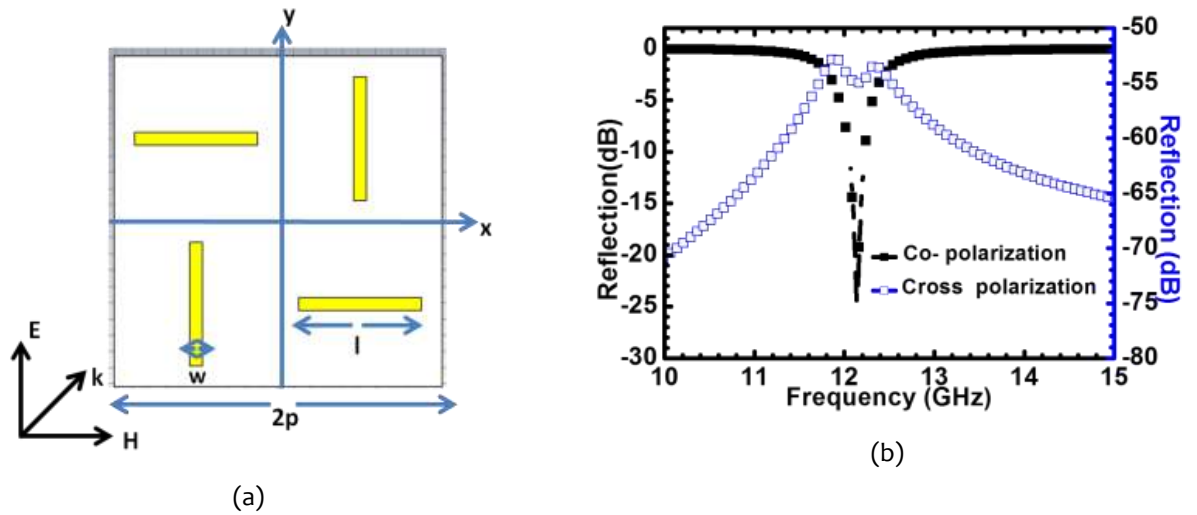 y
x
l
w
E
k
H
2p
(a)
0
-5
-10
-15
-20
-25
-30
Reflection(dB)
-50
-55
-60
-65
-70
-75
-80
Reflection (dB)
Co- polarization
Cross polarization
10 11 12 13 14 15
Frequency (GHz)
(b)